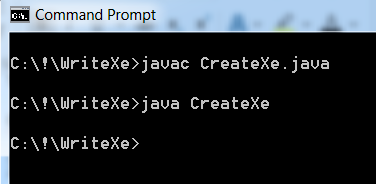 Command Prompt
C:\!\WriteXe>javac CreateXe.java
C:\!\WriteXe>java CreateXe
C:\!\WriteXe>